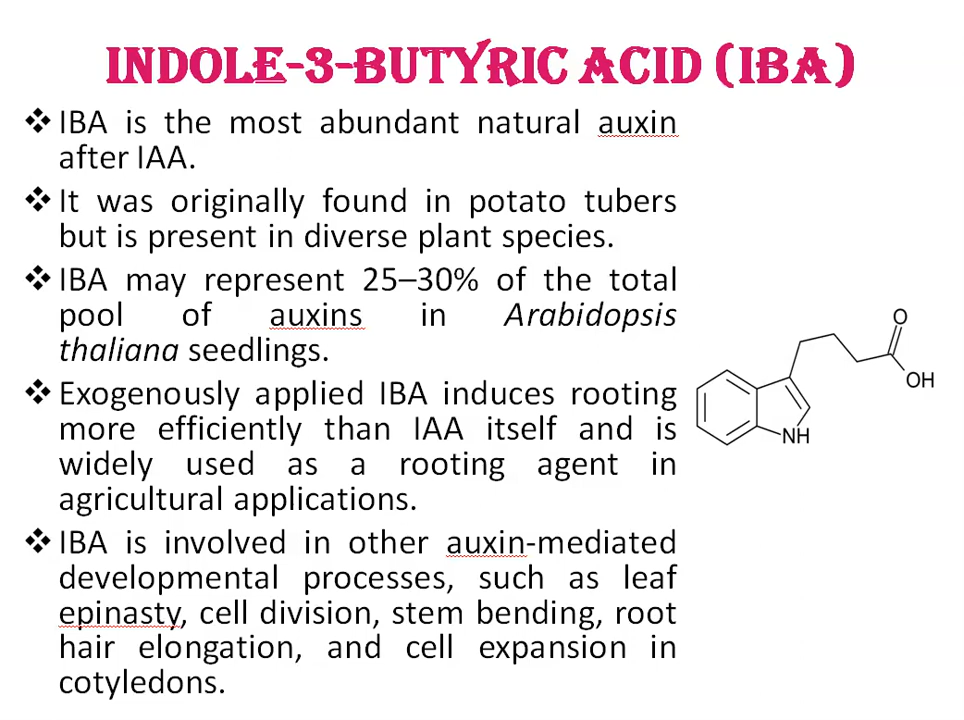 INDOLE-3-BUTYRIC ACID (IBA)
❖ IBA is the most abundant natural auxin
after IAA.
❖ It was originally found in potato tubers
but is present in diverse plant species.
❖ IBA may represent 25–30% of the total
pool of auxins in Arabidopsis
thaliana seedlings.
❖ Exogenously applied IBA induces rooting
more efficiently than IAA itself and is
widely used as a rooting agent in
agricultural applications.
❖ IBA is involved in other auxin-mediated
developmental processes, such as leaf
epinasty, cell division, stem bending, root
hair elongation, and cell expansion in
cotyledons.
O
OH
NH